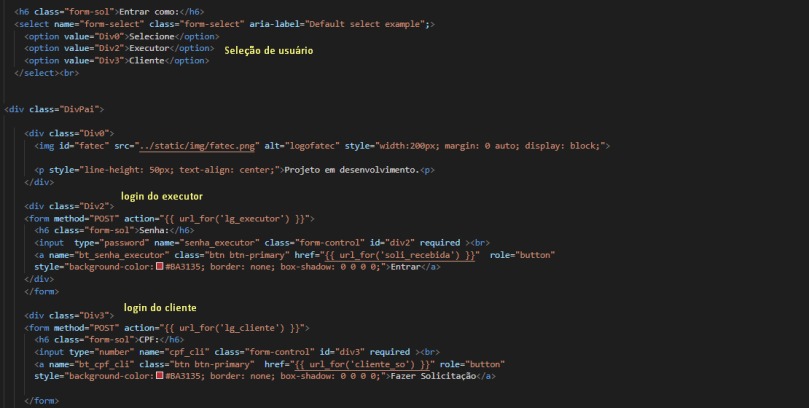 <h6 class="form-sol">Entrar como:</h6>
<select name="form-select" class="form-select" aria-label="Default select example";>
<option value="Div0">Selecione</option>
<option value="Div2">Executor</option> Seleção de usuário
<option value="Div3">Cliente</option>
</select><br>
<div class="DivPai">
<div class="Div0">
<img id="fatec" src="../static/img/fatec.png" alt="logofatec" style="width:200px; margin: 0 auto; display: block;">
<p style="line-height: 50px; text-align: center;">Projeto em desenvolvimento.<p>
</div>
login do executor
<div class="Div2">
<form method="POST" action="{{ url_for('lg_executor') }}">
<h6 class="form-sol">Senha:</h6>
<input  type="password" name="senha_executor" class="form-control" id="div2" required ><br>
<a name="bt_senha_executor" class="btn btn-primary" href="{{ url_for('soli_recebida') }}"  role="button"
style="background-color:#BA3135; border: none; box-shadow: 0 0 0 0;">Entrar</a>
</div>
</form>
login do cliente
<div class="Div3">
<form method="POST" action="{{ url_for('lg_cliente') }}">
<h6 class="form-sol">CPF:</h6>
<input type="number" name="cpf_cli" class="form-control" id="div3" required ><br>
<a name="bt_cpf_cli" class="btn btn-primary"  href="{{ url_for('cliente_so') }}" role="button"
style="background-color:#BA3135; border: none; box-shadow: 0 0 0 0;">Fazer Solicitação</a>
</form>